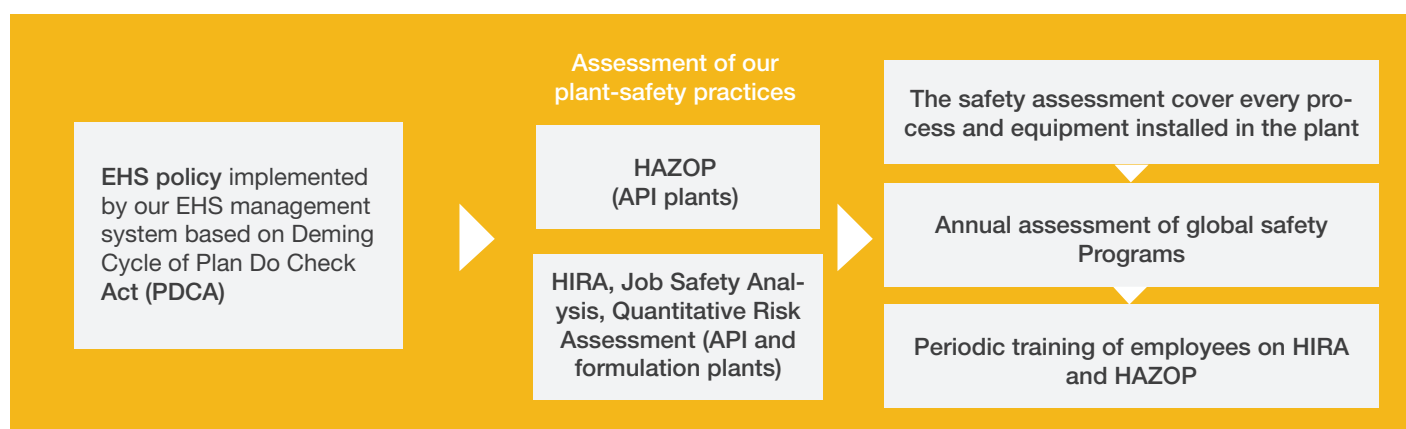 EHS policy implemented
by our EHS management
system based on Deming
Cycle of Plan Do Check
Act (PDCA)
Assessment of our
plant-safety practices
HAZOP
(API plants)
HIRA, Job Safety Anal-
ysis, Quantitative Risk
Assessment (API and
formulation plants)
The safety assessment cover every pro-
cess and equipment installed in the plant
Annual assessment of global safety
Programs
Periodic training of employees on HIRA
and HAZOP